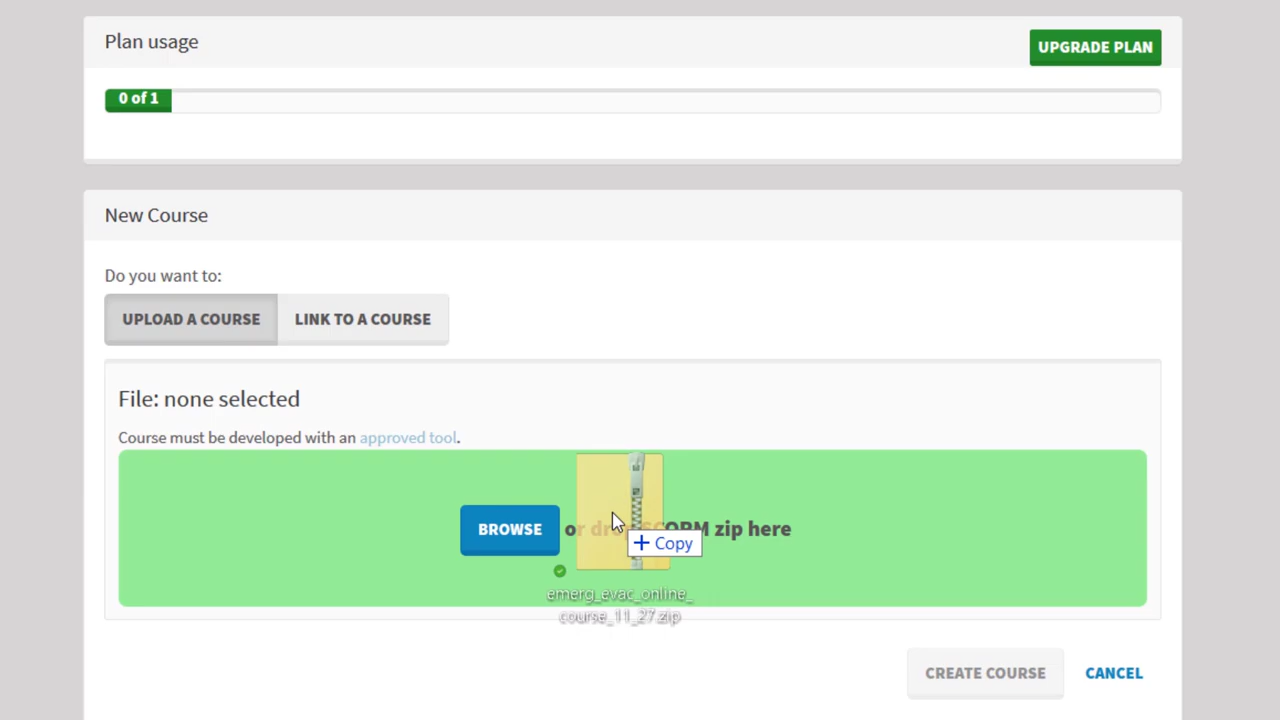 Plan usage
UPGRADE PLAN
0 of 1
New Course
Do you want to:
UPLOAD A COURSE
LINK TO A COURSE
File: none selected
Course must be developed with an approved tool.
BROWSE
or drop SCORM zip here
Copy
emerg_evac_online_
course_11_27.zip
CREATE COURSE
CANCEL